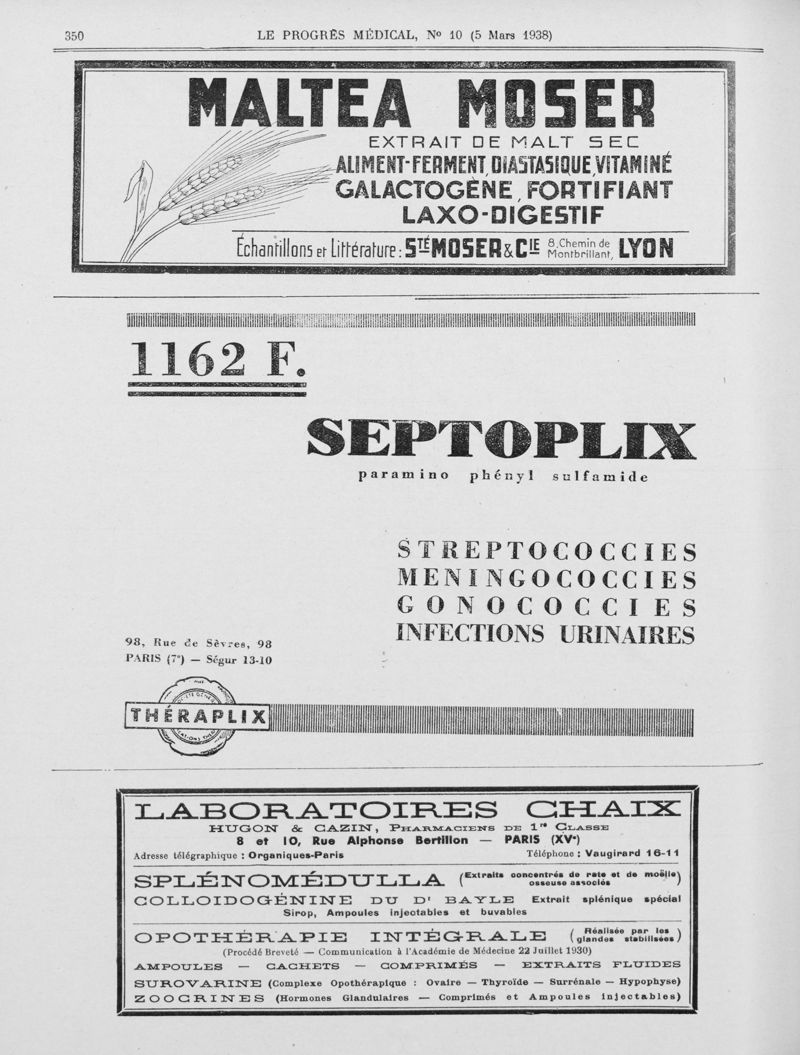 350
LE PROGRÈS MÉDICAL, Nº 10 (5 Mars 1938)
MALTEA MOSER
EXTRAIT DE MALT SEC
ALIMENT-FERMENT, DIASTASIQUE, VITAMINÉ
GALACTOGÈNE, FORTIFIANT
LAXO-DIGESTIF
Échantillons et Littérature : STÉ MOSER & CIE 8, Chemin de Montbrillant, LYON
1162 F.
SEPTOPLIX
paramino phényl sulfamide
STREPTOCOCCIES
MENINGOCOCCIES
GONOCOCCIES
INFECTIONS URINAIRES
98, Rue de Sèvres, 98
PARIS (7e) — Ségur 13-10
THÉRAPLIX
LABORATOIRES CHAIX
HUGON & CAZIN, Pharmaciens de 1re Classe
8 et 10, Rue Alphonse Bertillon — PARIS (XVe)
Adresse télégraphique : Organiques-Paris Téléphone : Vaugirard 16-11
SPLÉNOMÉDULLA (Extraits concentrés de rate et de moëlle osseuse associés)
COLLOIDOGÉNINE DU Dr BAYLE Extrait splénique spécial
Sirop, Ampoules injectables et buvables
OPOTHÉRAPIE INTÉGRALE (Réalisée par les glandes stabilisées)
(Procédé Breveté — Communication à l'Académie de Médecine 22 Juillet 1930)
AMPOULES — CACHETS — COMPRIMÉS — EXTRAITS FLUIDES
SUROVARINE (Complexe Opothérapique : Ovaire — Thyroïde — Surrénale — Hypophyse)
ZOOCRINES (Hormones Glandulaires — Comprimés et Ampoules injectables)